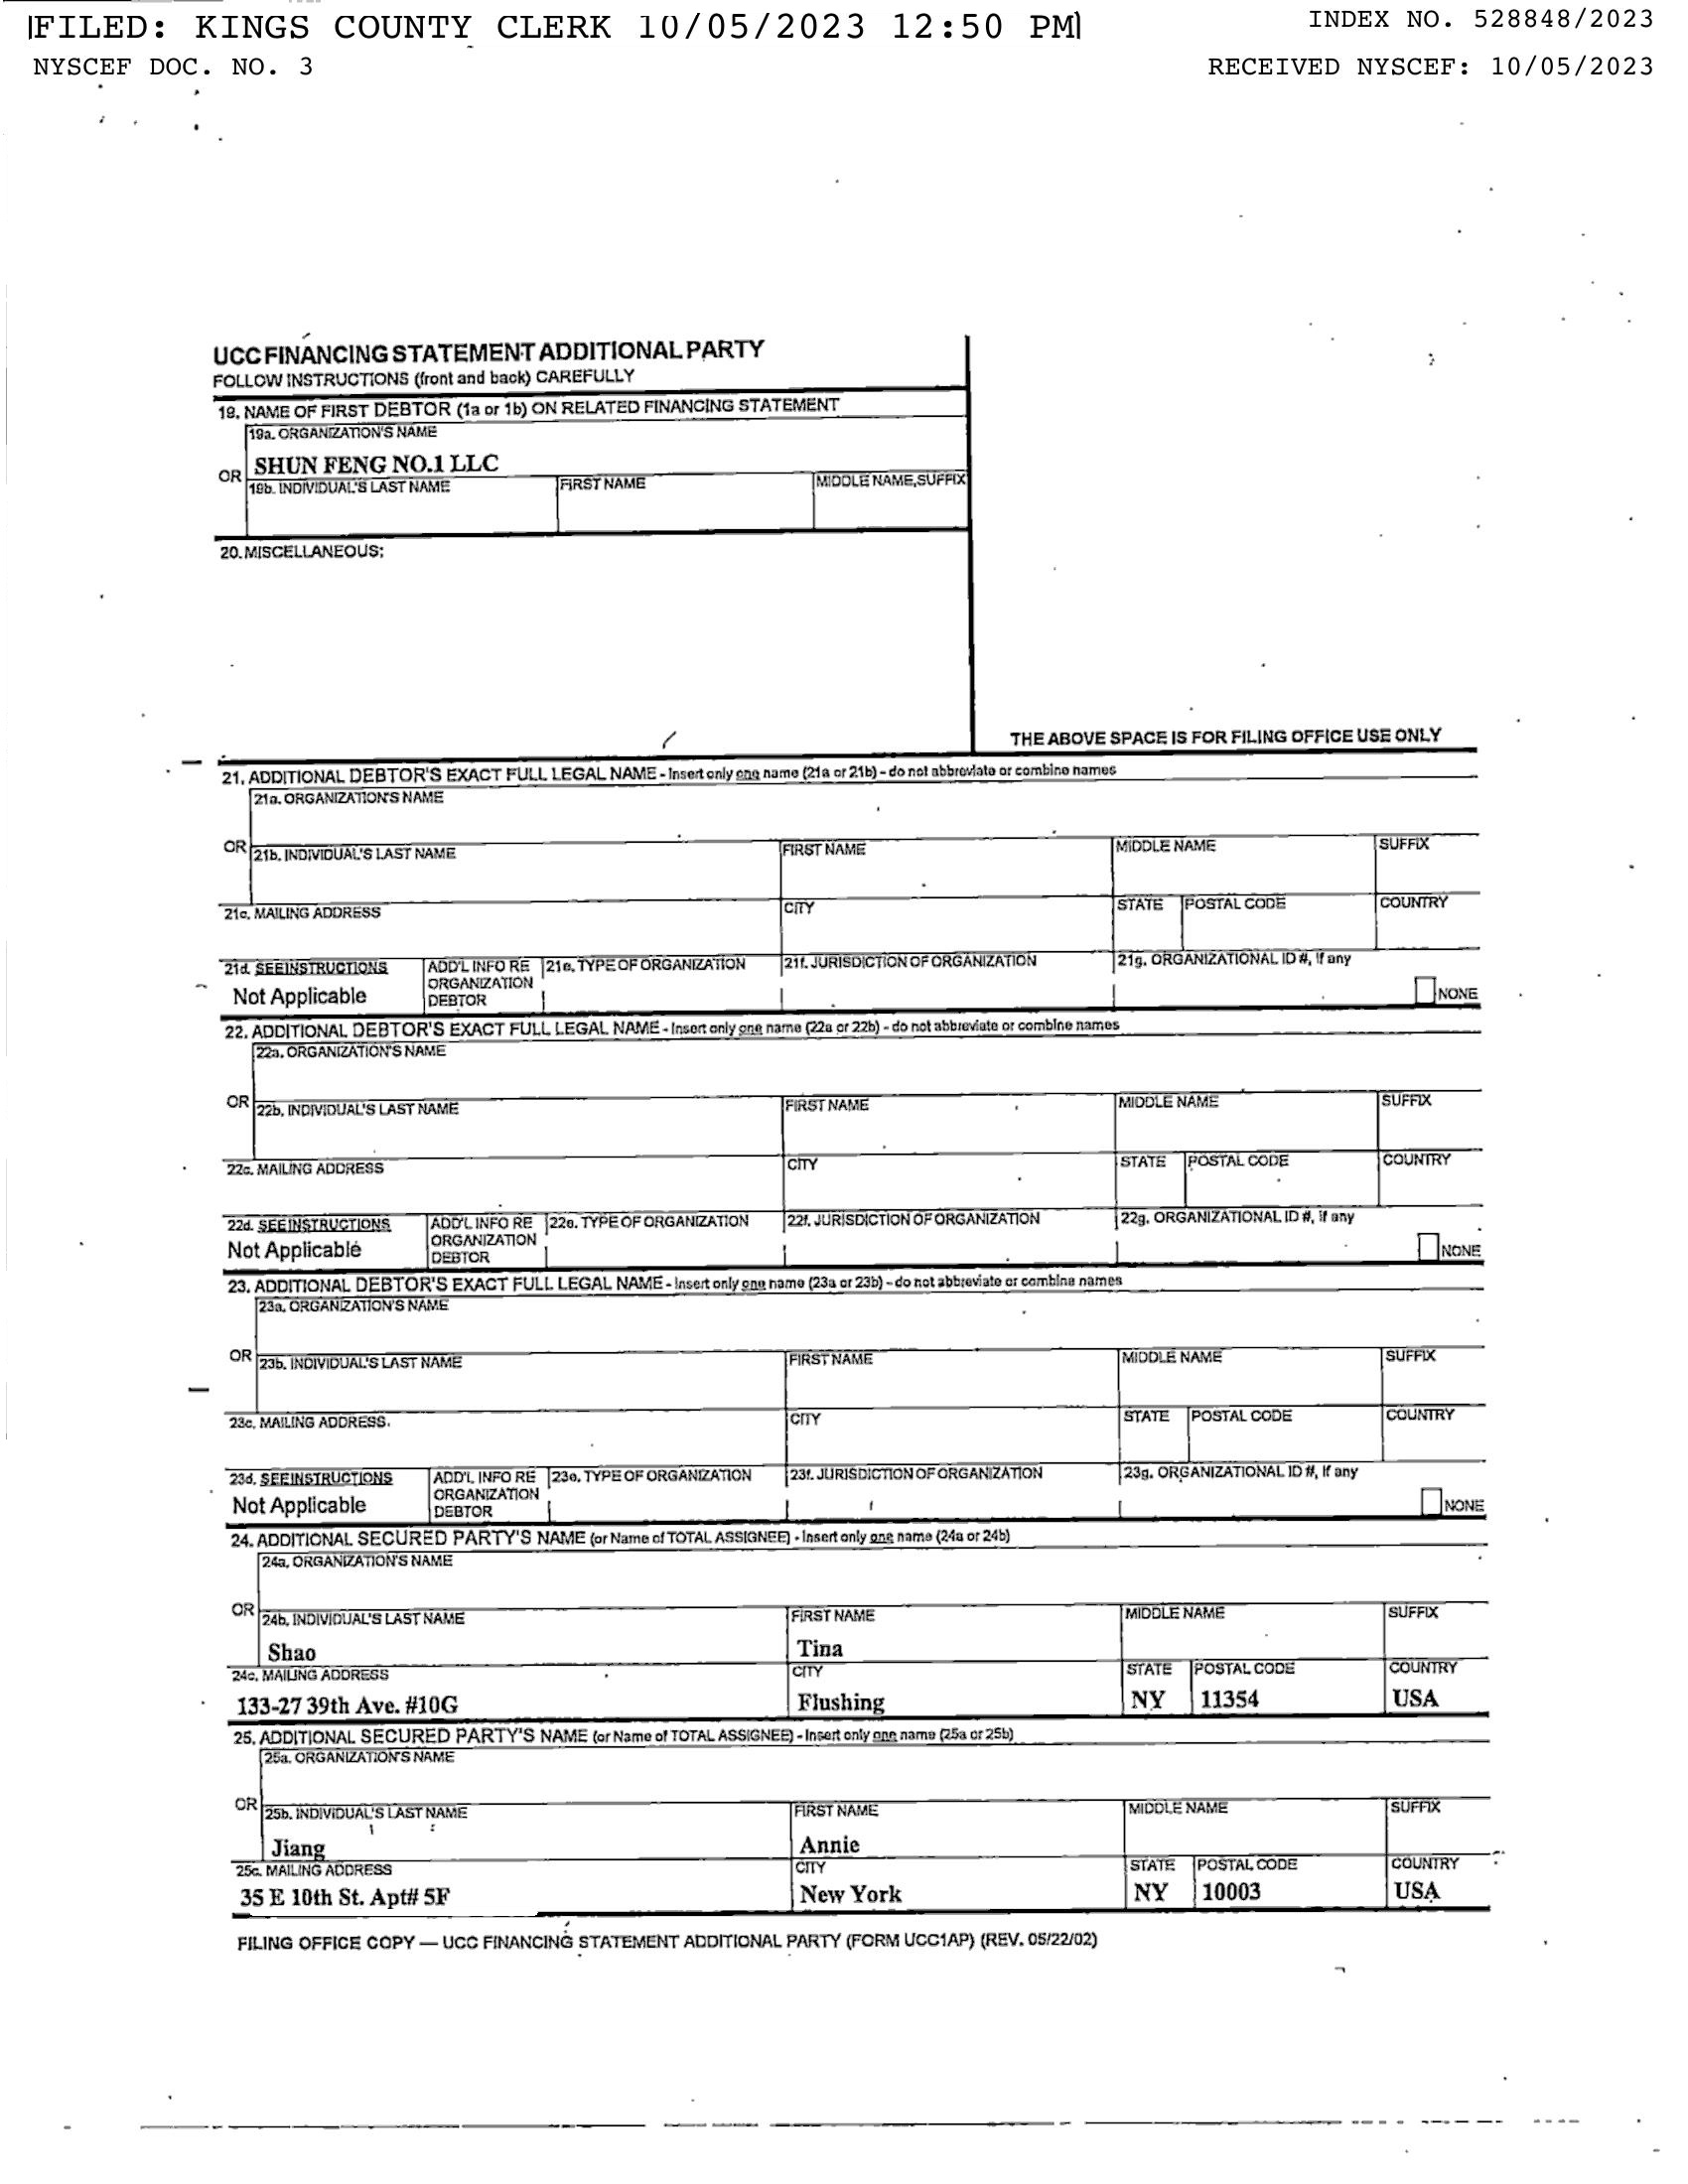 FILED: KINGS COUNTY CLERK 10/05/2023 12:50 PM
INDEX NO. 528848/2023
NYSCEF DOC. NO. 3
RECEIVED NYSCEF: 10/05/2023
UCC FINANCING STATEMENT ADDITIONAL PARTY
FOLLOW INSTRUCTIONS (front and back) CAREFULLY
19. NAME OF FIRST DEBTOR (1a or 1b) ON RELATED FINANCING STATEMENT
19a. ORGANIZATION'S NAME
SHUN FENG NO.1 LLC
OR
19b. INDIVIDUAL'S LAST NAME FIRST NAME MIDDLE NAME,SUFFIX
20. MISCELLANEOUS:
THE ABOVE SPACE IS FOR FILING OFFICE USE ONLY
21. ADDITIONAL DEBTOR'S EXACT FULL LEGAL NAME - Insert only one name (21a or 21b) - do not abbreviate or combine names
21a. ORGANIZATION'S NAME
OR
21b. INDIVIDUAL'S LAST NAME FIRST NAME MIDDLE NAME SUFFIX
21c. MAILING ADDRESS CITY STATE POSTAL CODE COUNTRY
21d. SEE INSTRUCTIONS ADD'L INFO RE 21e. TYPE OF ORGANIZATION 21f. JURISDICTION OF ORGANIZATION 21g. ORGANIZATIONAL ID #, if any
ORGANIZATION
Not Applicable DEBTOR NONE
22. ADDITIONAL DEBTOR'S EXACT FULL LEGAL NAME - Insert only one name (22a or 22b) - do not abbreviate or combine names
22a. ORGANIZATION'S NAME
OR
22b. INDIVIDUAL'S LAST NAME FIRST NAME MIDDLE NAME SUFFIX
22c. MAILING ADDRESS CITY STATE POSTAL CODE COUNTRY
22d. SEE INSTRUCTIONS ADD'L INFO RE 22e. TYPE OF ORGANIZATION 22f. JURISDICTION OF ORGANIZATION 22g. ORGANIZATIONAL ID #, if any
ORGANIZATION
Not Applicable DEBTOR NONE
23. ADDITIONAL DEBTOR'S EXACT FULL LEGAL NAME - Insert only one name (23a or 23b) - do not abbreviate or combine names
23a. ORGANIZATION'S NAME
OR
23b. INDIVIDUAL'S LAST NAME FIRST NAME MIDDLE NAME SUFFIX
23c. MAILING ADDRESS. CITY STATE POSTAL CODE COUNTRY
23d. SEE INSTRUCTIONS ADD'L INFO RE 23e. TYPE OF ORGANIZATION 23f. JURISDICTION OF ORGANIZATION 23g. ORGANIZATIONAL ID #, if any
ORGANIZATION
Not Applicable DEBTOR NONE
24. ADDITIONAL SECURED PARTY'S NAME (or Name of TOTAL ASSIGNEE) - Insert only one name (24a or 24b)
24a. ORGANIZATION'S NAME
OR
24b. INDIVIDUAL'S LAST NAME FIRST NAME MIDDLE NAME SUFFIX
Shao Tina
24c. MAILING ADDRESS CITY STATE POSTAL CODE COUNTRY
133-27 39th Ave. #10G Flushing NY 11354 USA
25. ADDITIONAL SECURED PARTY'S NAME (or Name of TOTAL ASSIGNEE) - Insert only one name (25a or 25b)
25a. ORGANIZATION'S NAME
OR
25b. INDIVIDUAL'S LAST NAME FIRST NAME MIDDLE NAME SUFFIX
Jiang Annie
25c. MAILING ADDRESS CITY STATE POSTAL CODE COUNTRY
35 E 10th St. Apt# 5F New York NY 10003 USA
FILING OFFICE COPY — UCC FINANCING STATEMENT ADDITIONAL PARTY (FORM UCC1AP) (REV. 05/22/02)